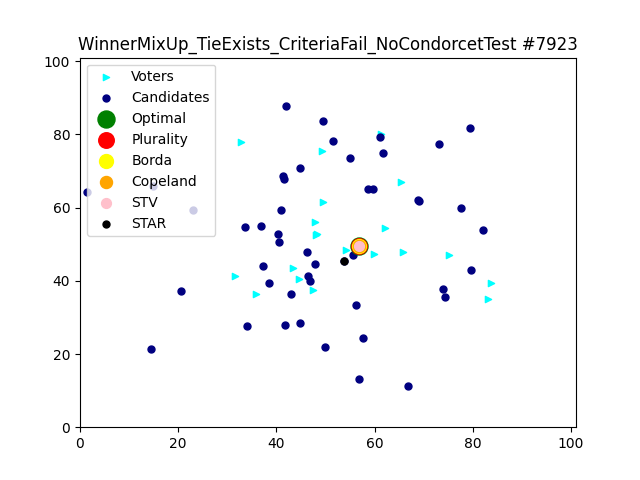 WinnerMixUp_TieExists_CriteriaFail_NoCondorcetTest #7923
100
80
60
40
20
0
0 20 40 60 80 100
Voters
Candidates
Optimal
Plurality
Borda
Copeland
STV
STAR